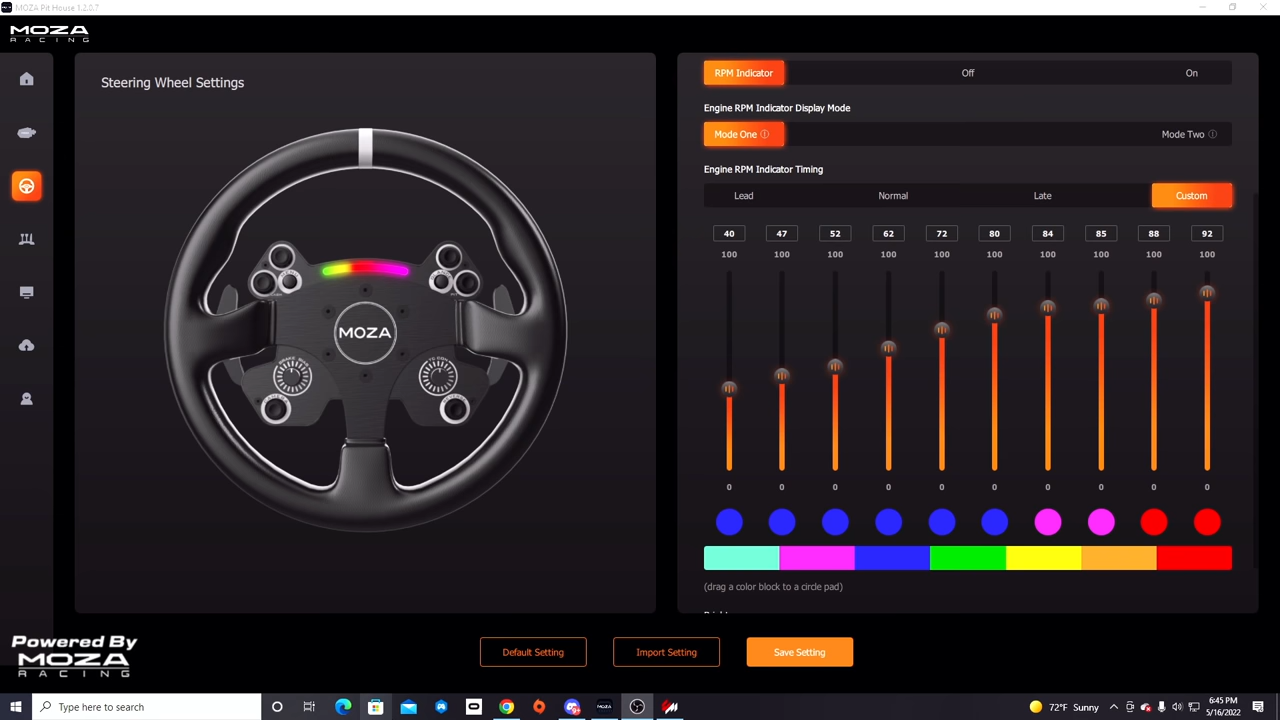 MOZA Pit House 1.2.0.7
MOZA
RACING
Steering Wheel Settings
MOZA
RPM Indicator Off On
Engine RPM Indicator Display Mode
Mode One Mode Two
Engine RPM Indicator Timing
Lead Normal Late Custom
40 47 52 62 72 80 84 85 88 92
100 100 100 100 100 100 100 100 100 100
0 0 0 0 0 0 0 0 0 0
(drag a color block to a circle pad)
Powered By
MOZA
RACING
Default Setting Import Setting Save Setting
Type here to search
MOZA
72°F Sunny
6:45 PM
5/16/2022